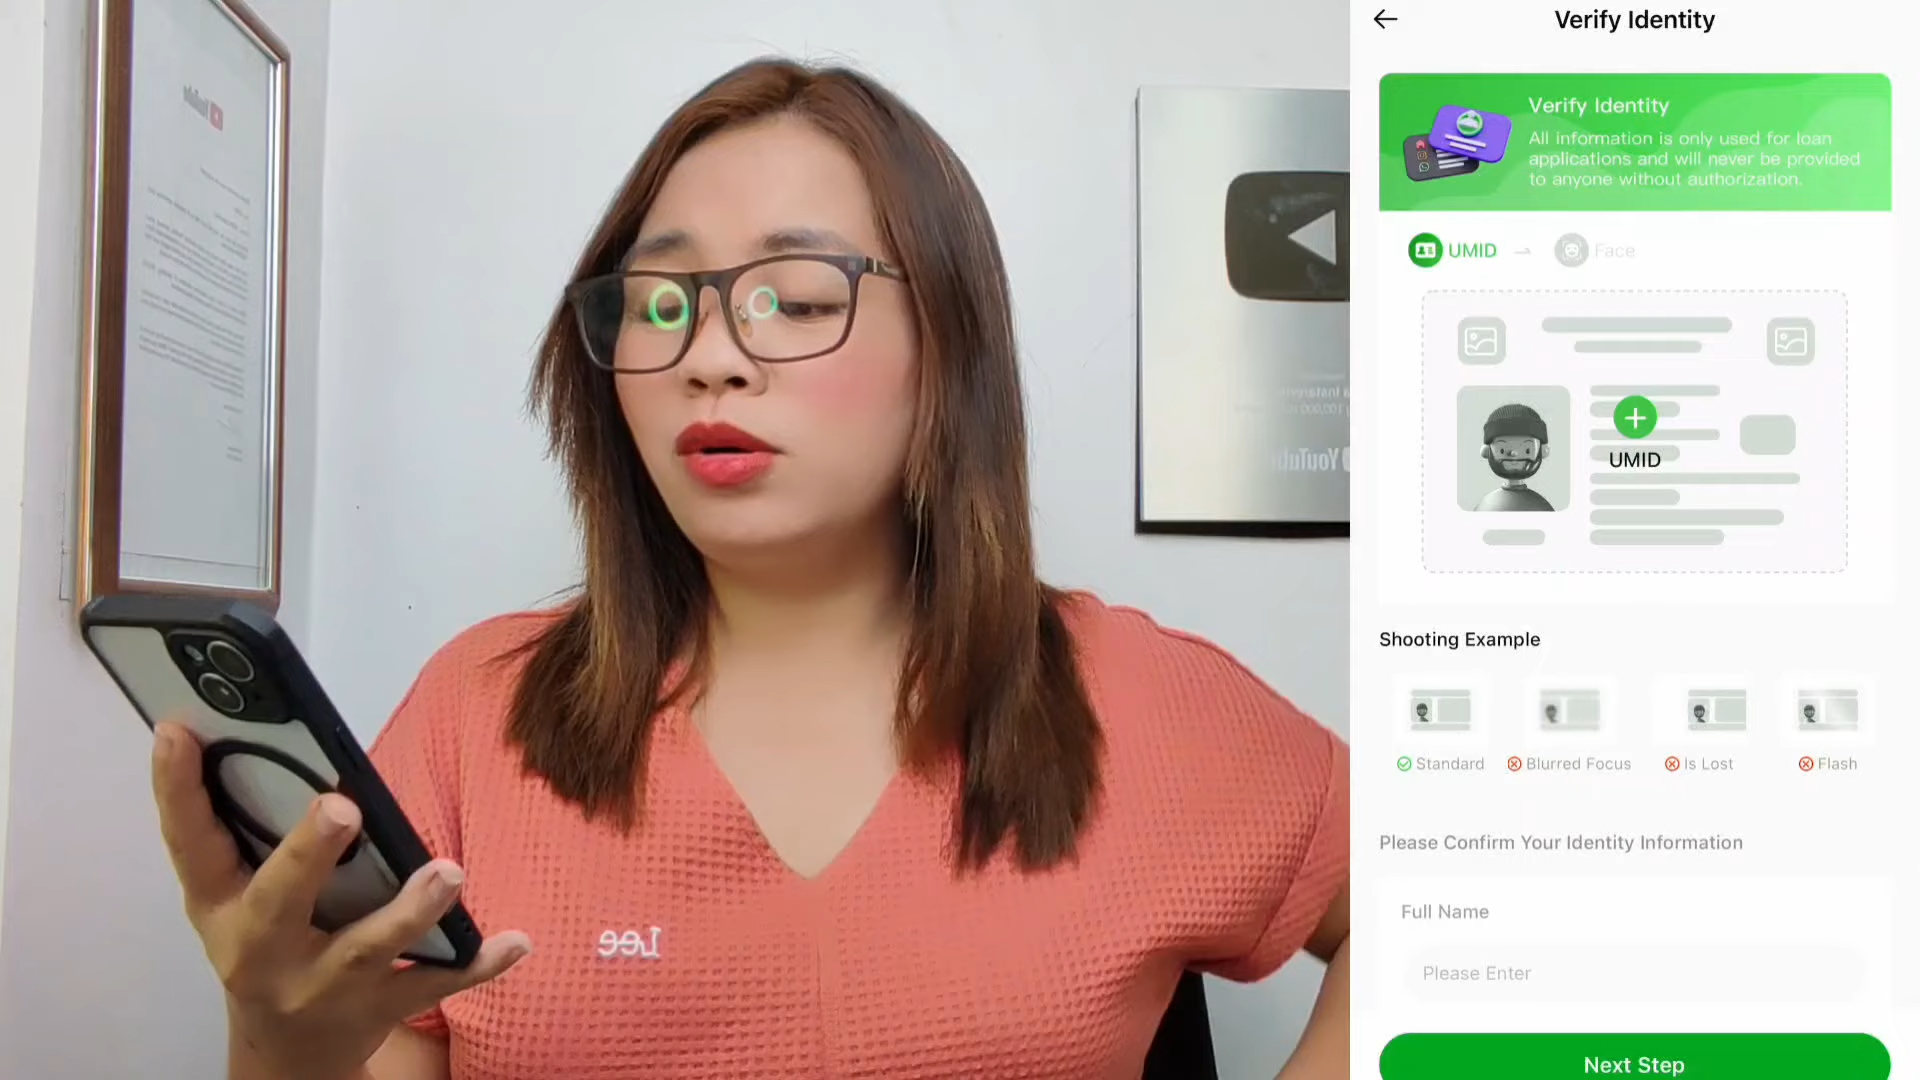 Verify Identity
Verify Identity
All information is only used for loan
applications and will never be provided
to anyone without authorization.
UMID
Face
UMID
Shooting Example
Standard
Blurred Focus
Is Lost
Flash
Please Confirm Your Identity Information
Full Name
Please Enter
Next Step
YouTube
Lee